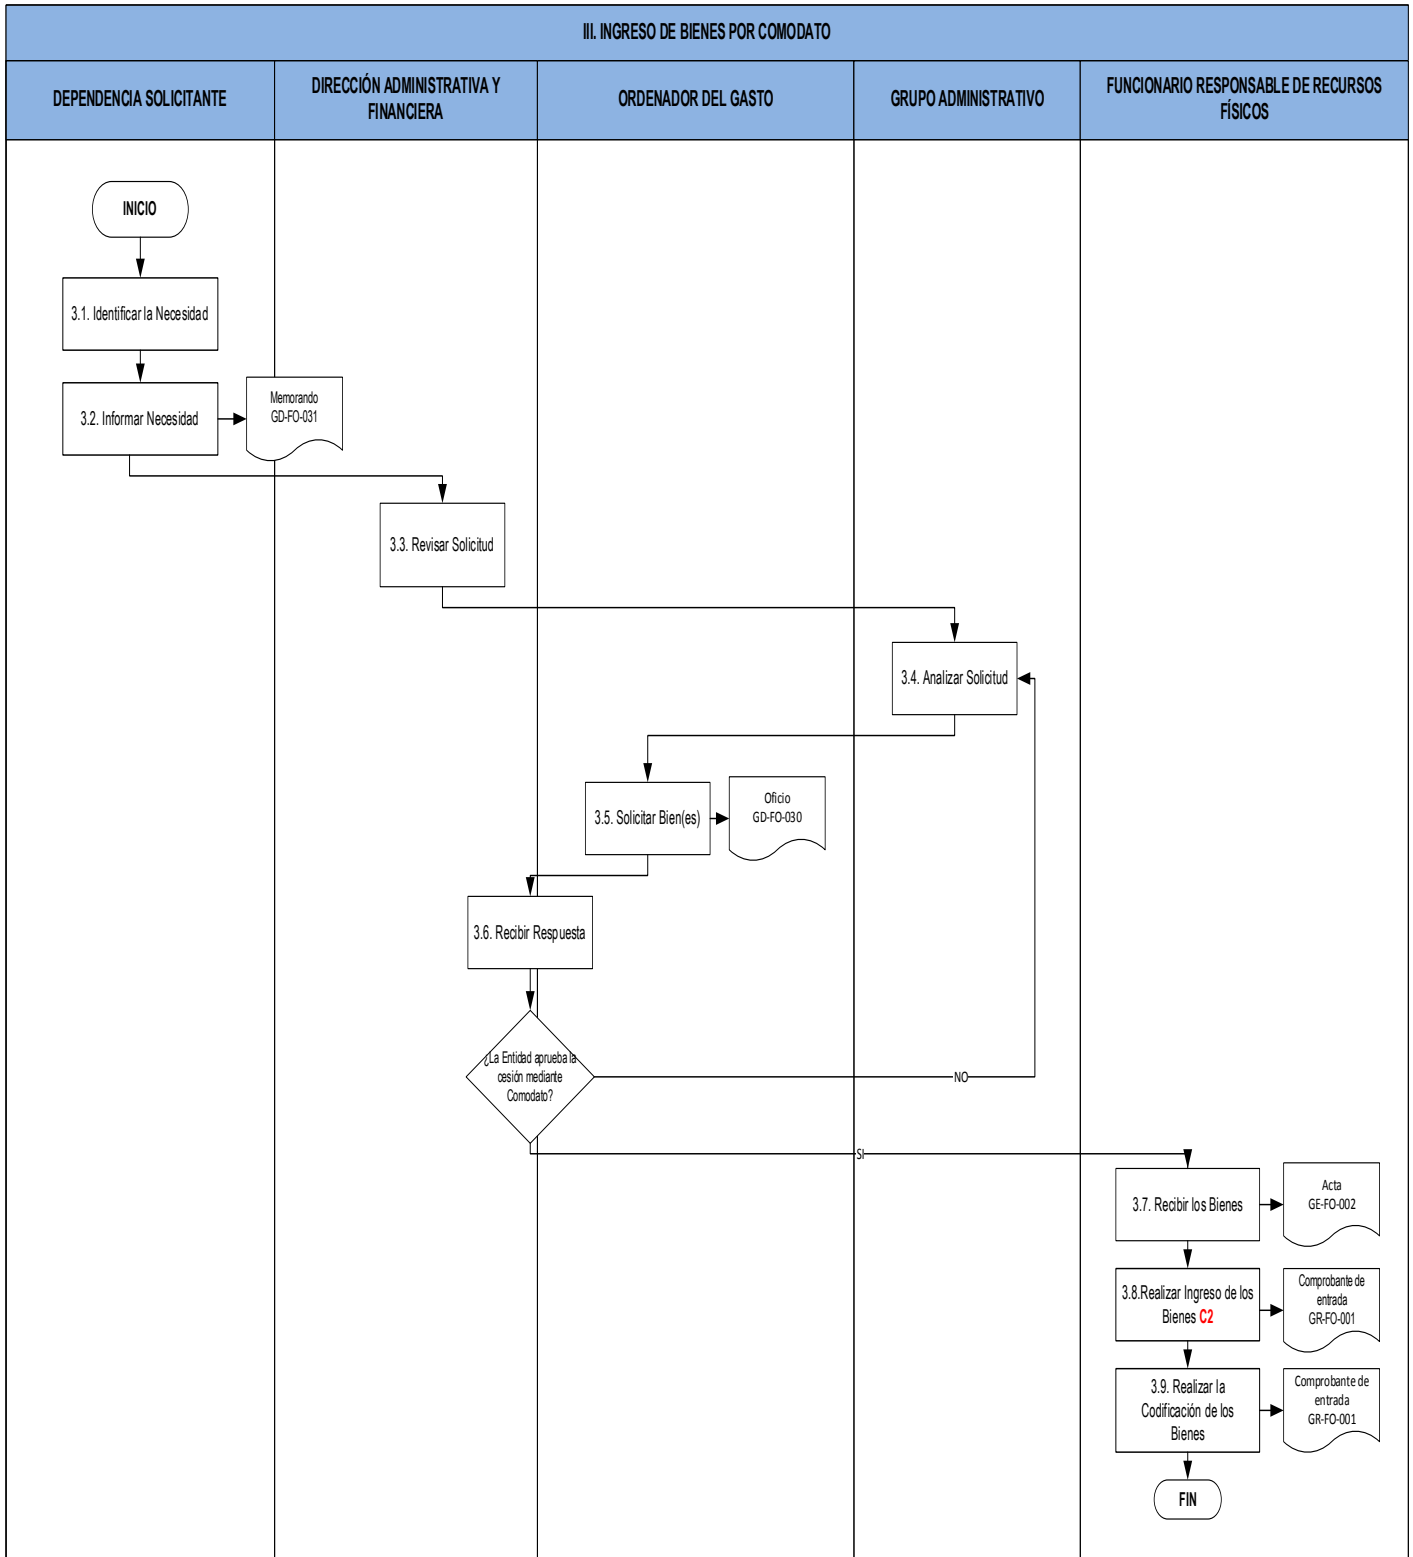 III. INGRESO DE BIENES POR COMODATO
DEPENDENCIA SOLICITANTE
DIRECCIÓN ADMINISTRATIVA Y
FINANCIERA
ORDENADOR DEL GASTO
GRUPO ADMINISTRATIVO
FUNCIONARIO RESPONSABLE DE RECURSOS
FÍSICOS
INICIO
3.1. Identificar la Necesidad
3.2. Informar Necesidad
Memorando
GD-FO-031
3.3. Revisar Solicitud
3.4. Analizar Solicitud
3.5. Solicitar Bien(es)
Oficio
GD-FO-030
3.6. Recibir Respuesta
¿La Entidad aprueba la
cesión mediante
Comodato?
NO
SI
3.7. Recibir los Bienes
Acta
GE-FO-002
3.8.Realizar Ingreso de los
Bienes C2
Comprobante de
entrada
GR-FO-001
3.9. Realizar la
Codificación de los
Bienes
Comprobante de
entrada
GR-FO-001
FIN